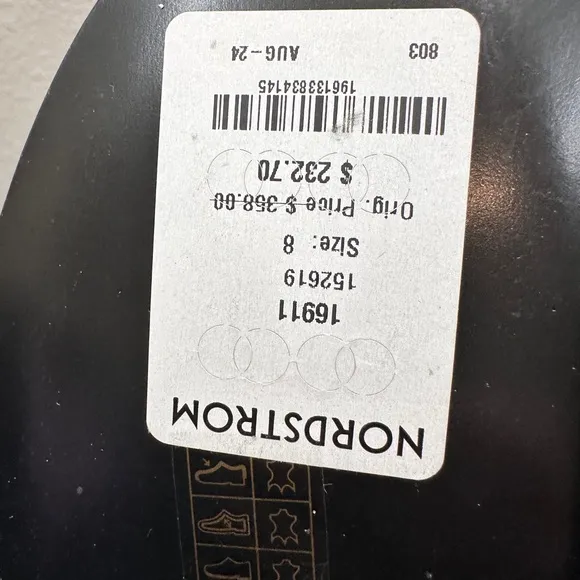 NORDSTROM
16911
152619
Size: 8
Orig. Price $ 358.00
$ 232.70
196133834145
AUG-24 803